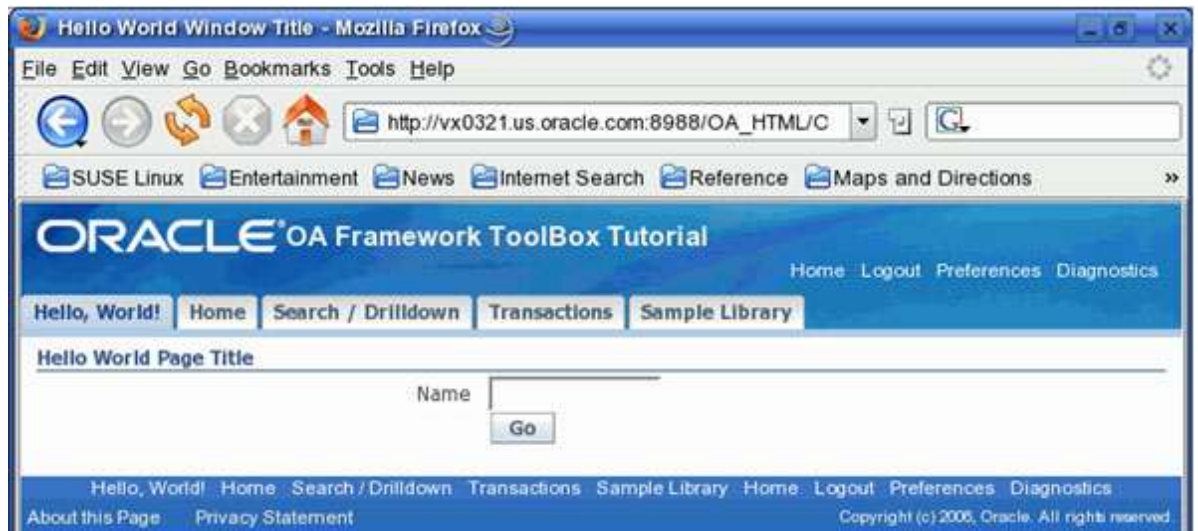 Hello World Window Title - Mozilla Firefox
File Edit View Go Bookmarks Tools Help
http://vx0321.us.oracle.com:8988/OA_HTML/C
G
SUSE Linux Entertainment News Internet Search Reference Maps and Directions »
ORACLE OA Framework ToolBox Tutorial
Home Logout Preferences Diagnostics
Hello, World! Home Search / Drilldown Transactions Sample Library
Hello World Page Title
Name
Go
Hello, World! Home Search / Drilldown Transactions Sample Library Home Logout Preferences Diagnostics
About this Page Privacy Statement Copyright (c) 2006, Oracle. All rights reserved